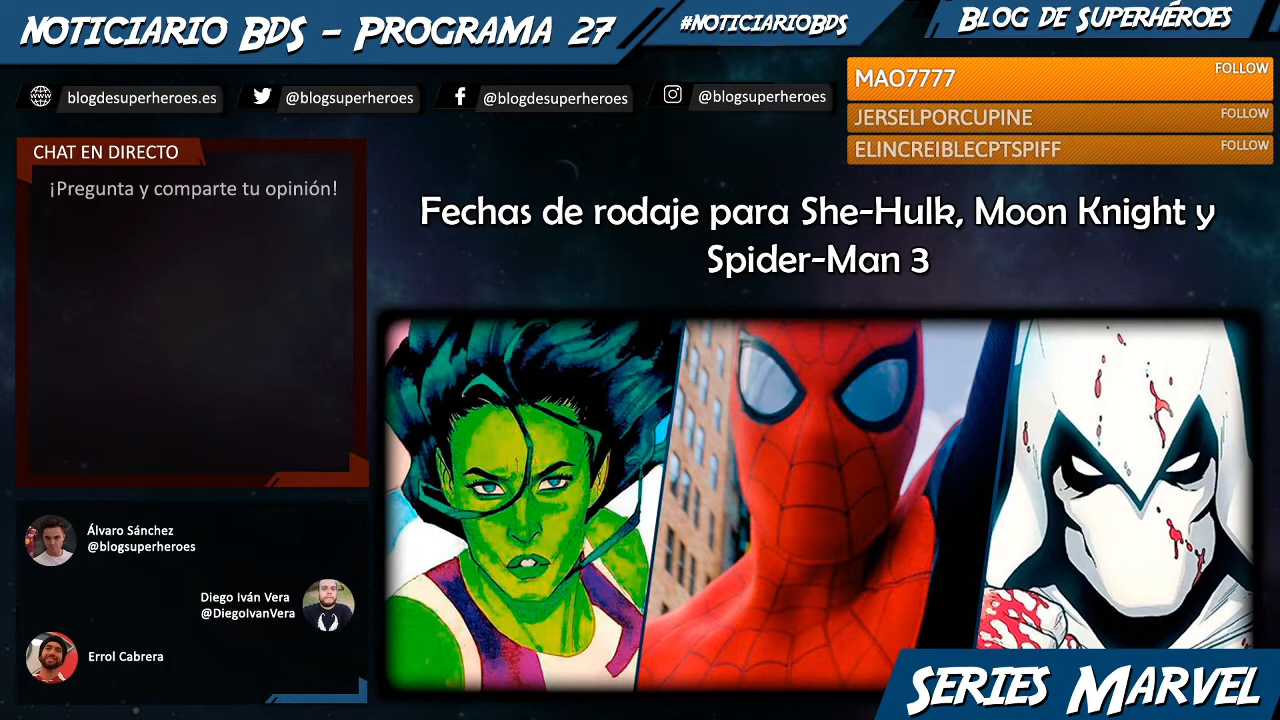 NOTICIARIO BDS - PROGRAMA 27
#NOTICIARIOBDS
BLOG DE SUPERHÉROES
blogdesuperheroes.es
@blogsuperheroes
@blogdesuperheroes
@blogsuperheroes
MAO7777 FOLLOW
JERSELPORCUPINE FOLLOW
ELINCREIBLECPTSPIFF FOLLOW
CHAT EN DIRECTO
¡Pregunta y comparte tu opinión!
Fechas de rodaje para She-Hulk, Moon Knight y
Spider-Man 3
Álvaro Sánchez
@blogsuperheroes
Diego Iván Vera
@DiegoIvanVera
Errol Cabrera
SERIES MARVEL